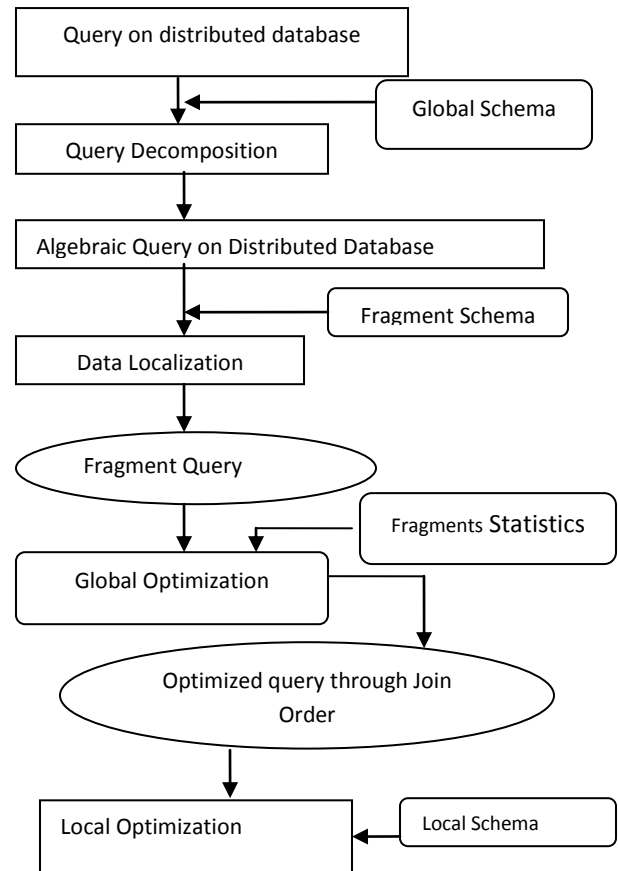 Query on distributed database
Global Schema
Query Decomposition
Algebraic Query on Distributed Database
Fragment Schema
Data Localization
Fragment Query
Fragments Statistics
Global Optimization
Optimized query through Join
Order
Local Optimization
Local Schema